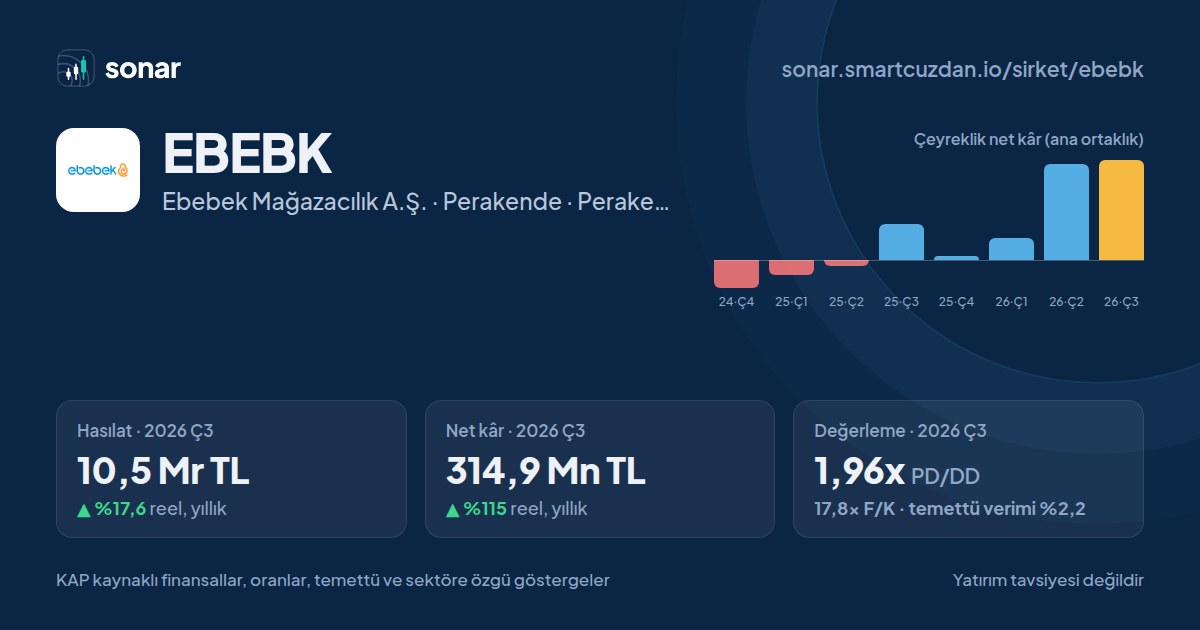 sonar
sonar.smartcuzdan.io/sirket/ebebk
ebebek
EBEBK
Ebebek Mağazacılık A.Ş. · Perakende · Perake...
Çeyreklik net kâr (ana ortaklık)
24·Ç4 25·Ç1 25·Ç2 25·Ç3 25·Ç4 26·Ç1 26·Ç2 26·Ç3
Hasılat · 2026 Ç3
10,5 Mr TL
▲ %17,6 reel, yıllık
Net kâr · 2026 Ç3
314,9 Mn TL
▲ %115 reel, yıllık
Değerleme · 2026 Ç3
1,96x PD/DD
17,8× F/K · temettü verimi %2,2
KAP kaynaklı finansallar, oranlar, temettü ve sektöre özgü göstergeler
Yatırım tavsiyesi değildir